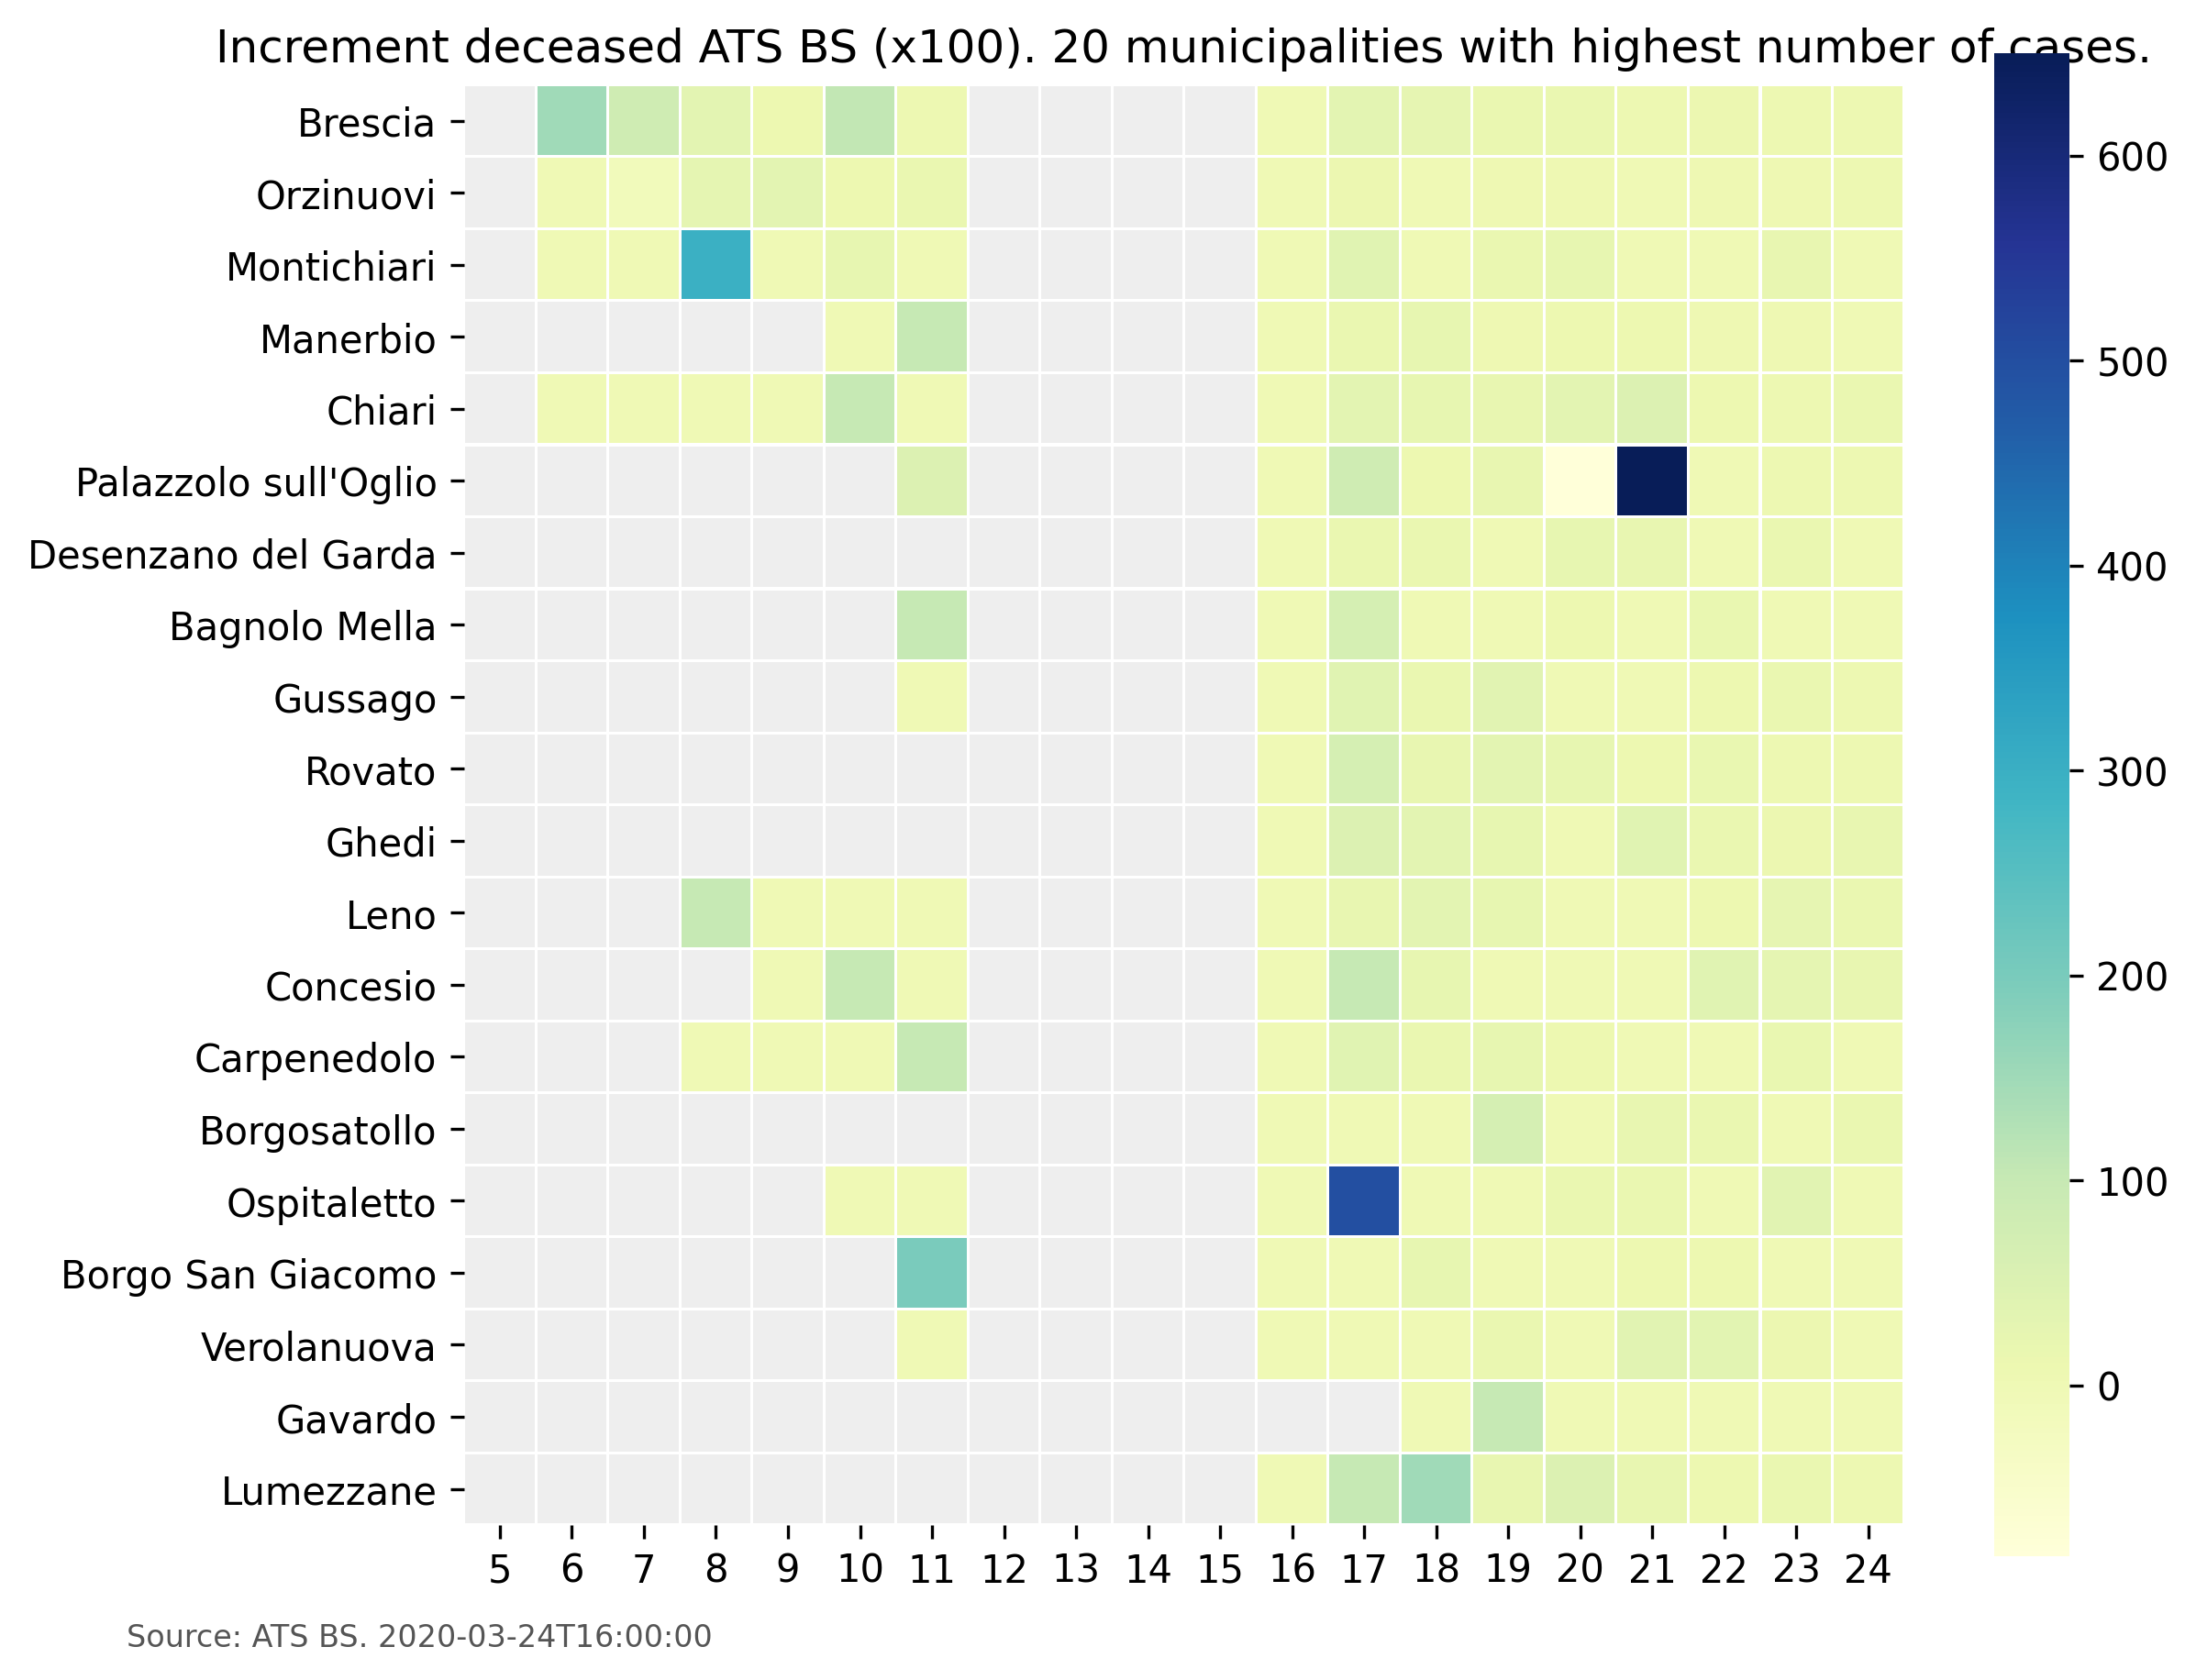 Increment deceased ATS BS (x100). 20 municipalities with highest number of cases.
Brescia
Orzinuovi
Montichiari
Manerbio
Chiari
Palazzolo sull'Oglio
Desenzano del Garda
Bagnolo Mella
Gussago
Rovato
Ghedi
Leno
Concesio
Carpenedolo
Borgosatollo
Ospitaletto
Borgo San Giacomo
Verolanuova
Gavardo
Lumezzane
5 6 7 8 9 10 11 12 13 14 15 16 17 18 19 20 21 22 23 24
600
500
400
300
200
100
0
Source: ATS BS. 2020-03-24T16:00:00